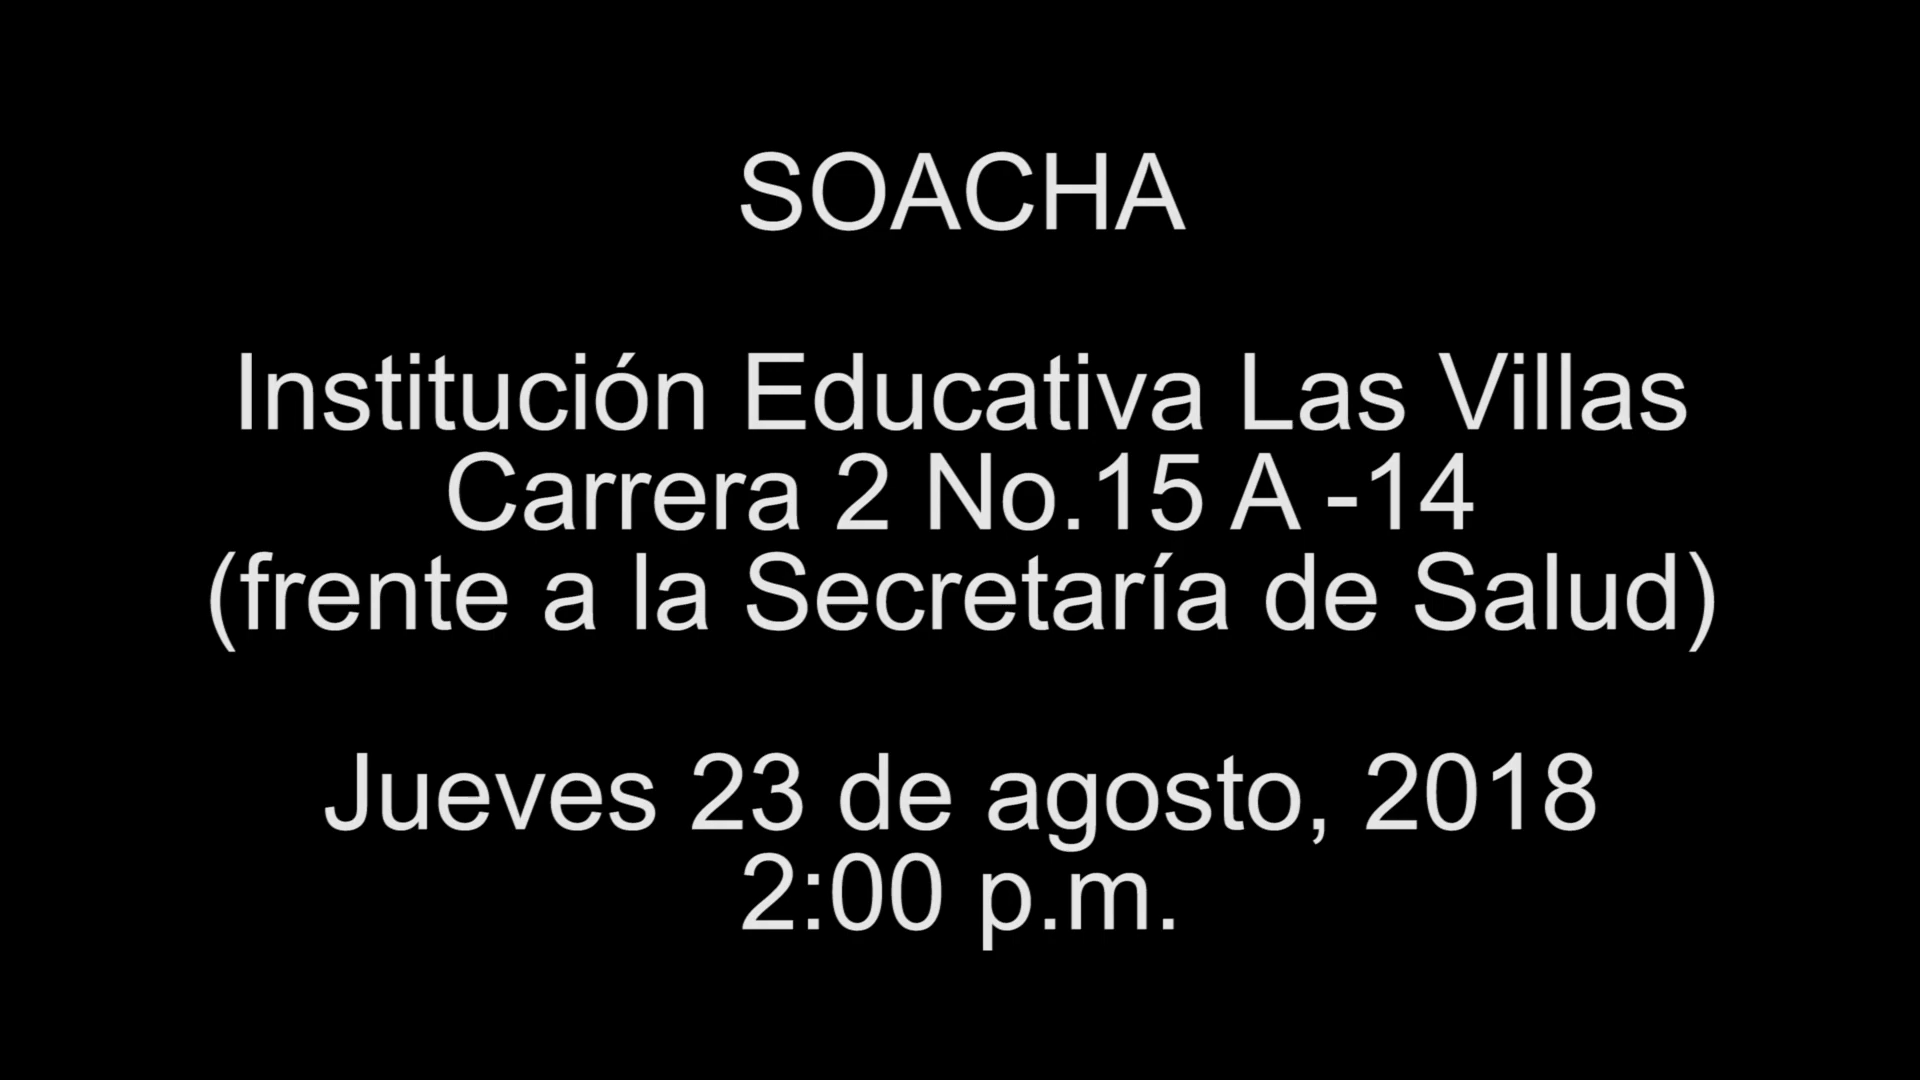 SOACHA
Institución Educativa Las Villas
Carrera 2 No.15 A -14
(frente a la Secretaría de Salud)
Jueves 23 de agosto, 2018
2:00 p.m.